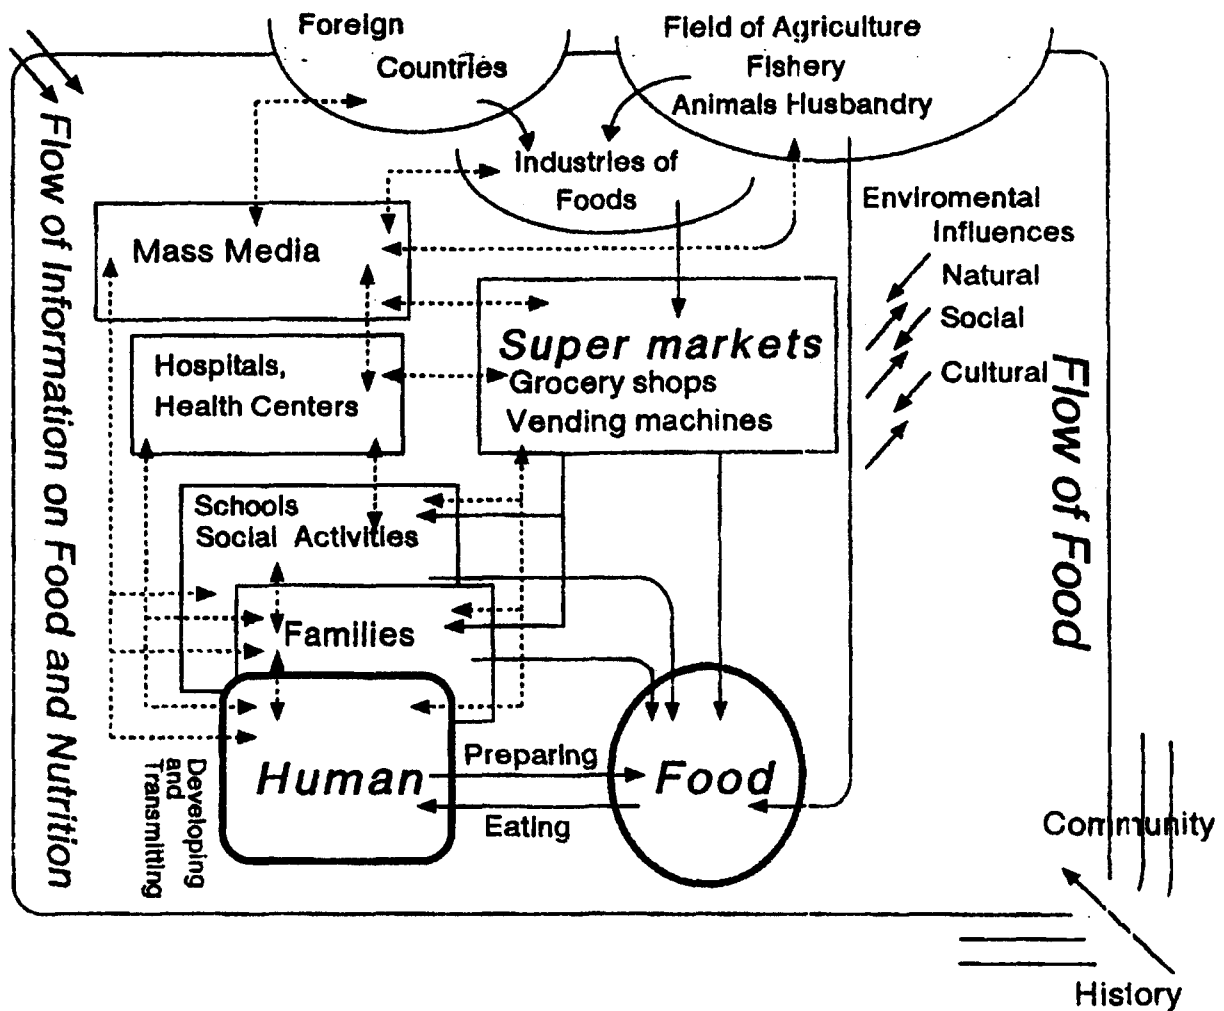 Foreign
Countries
Field of Agriculture
Fishery
Animals Husbandry
Industries of
Foods
Enviromental
Influences
Natural
Social
Cultural
Mass Media
Super markets
Grocery shops
Vending machines
Hospitals,
Health Centers
Schools
Social Activities
Families
Human
Preparing
Eating
Food
Developing
and
Transmitting
Flow of Information on Food and Nutrition
Flow of Food
Community
History